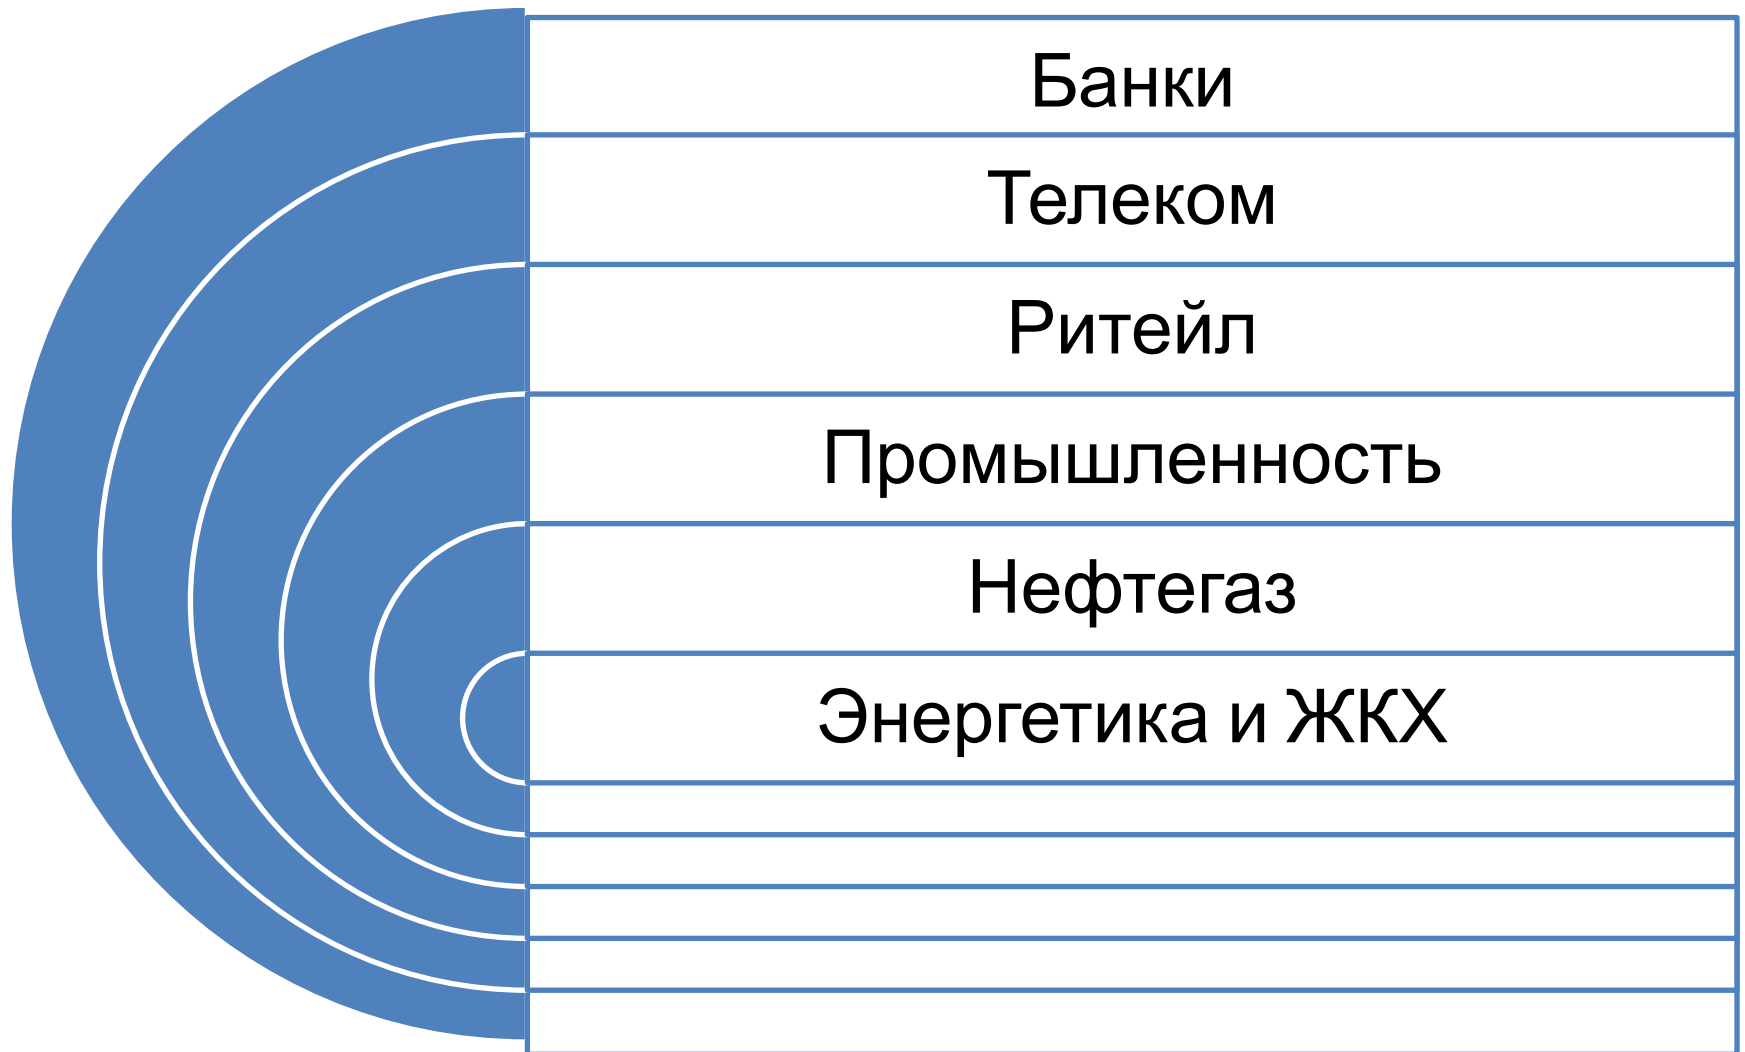 Банки
Телеком
Ритейл
Промышленность
Нефтегаз
Энергетика и ЖКХ